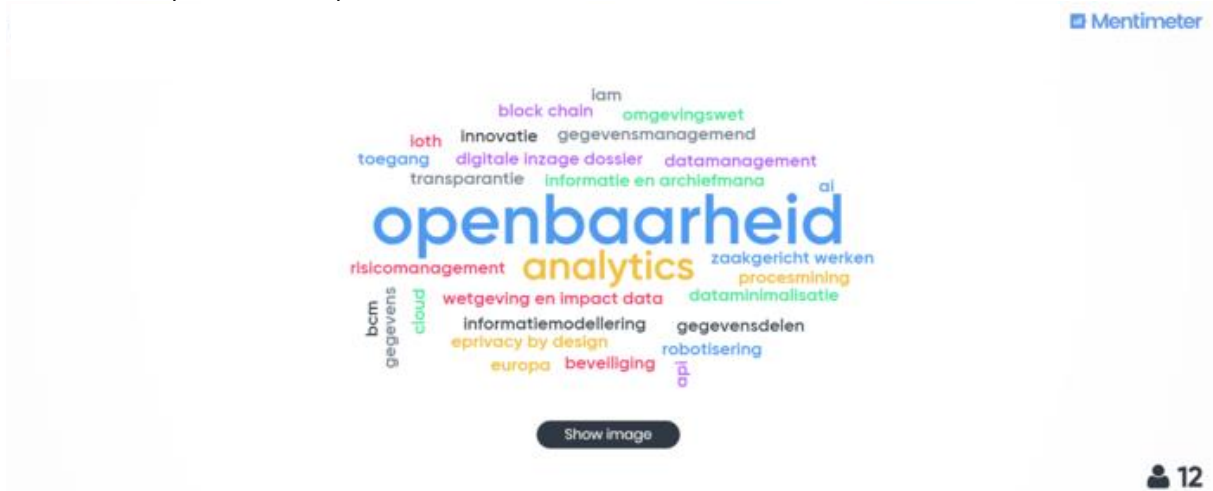 Mentimeter
iam
block chain omgevingswet
ioth innovatie gegevensmanagemend
toegang digitale inzage dossier datamanagement
transparantie informatie en archiefmana ai
openbaarheid
risicomanagement analytics zaakgericht werken
procesmining
bcm gegevens cloud wetgeving en impact data dataminimalisatie
informatiemodellering gegevensdelen
eprivacy by design robotisering
europa beveiliging api
Show image
12